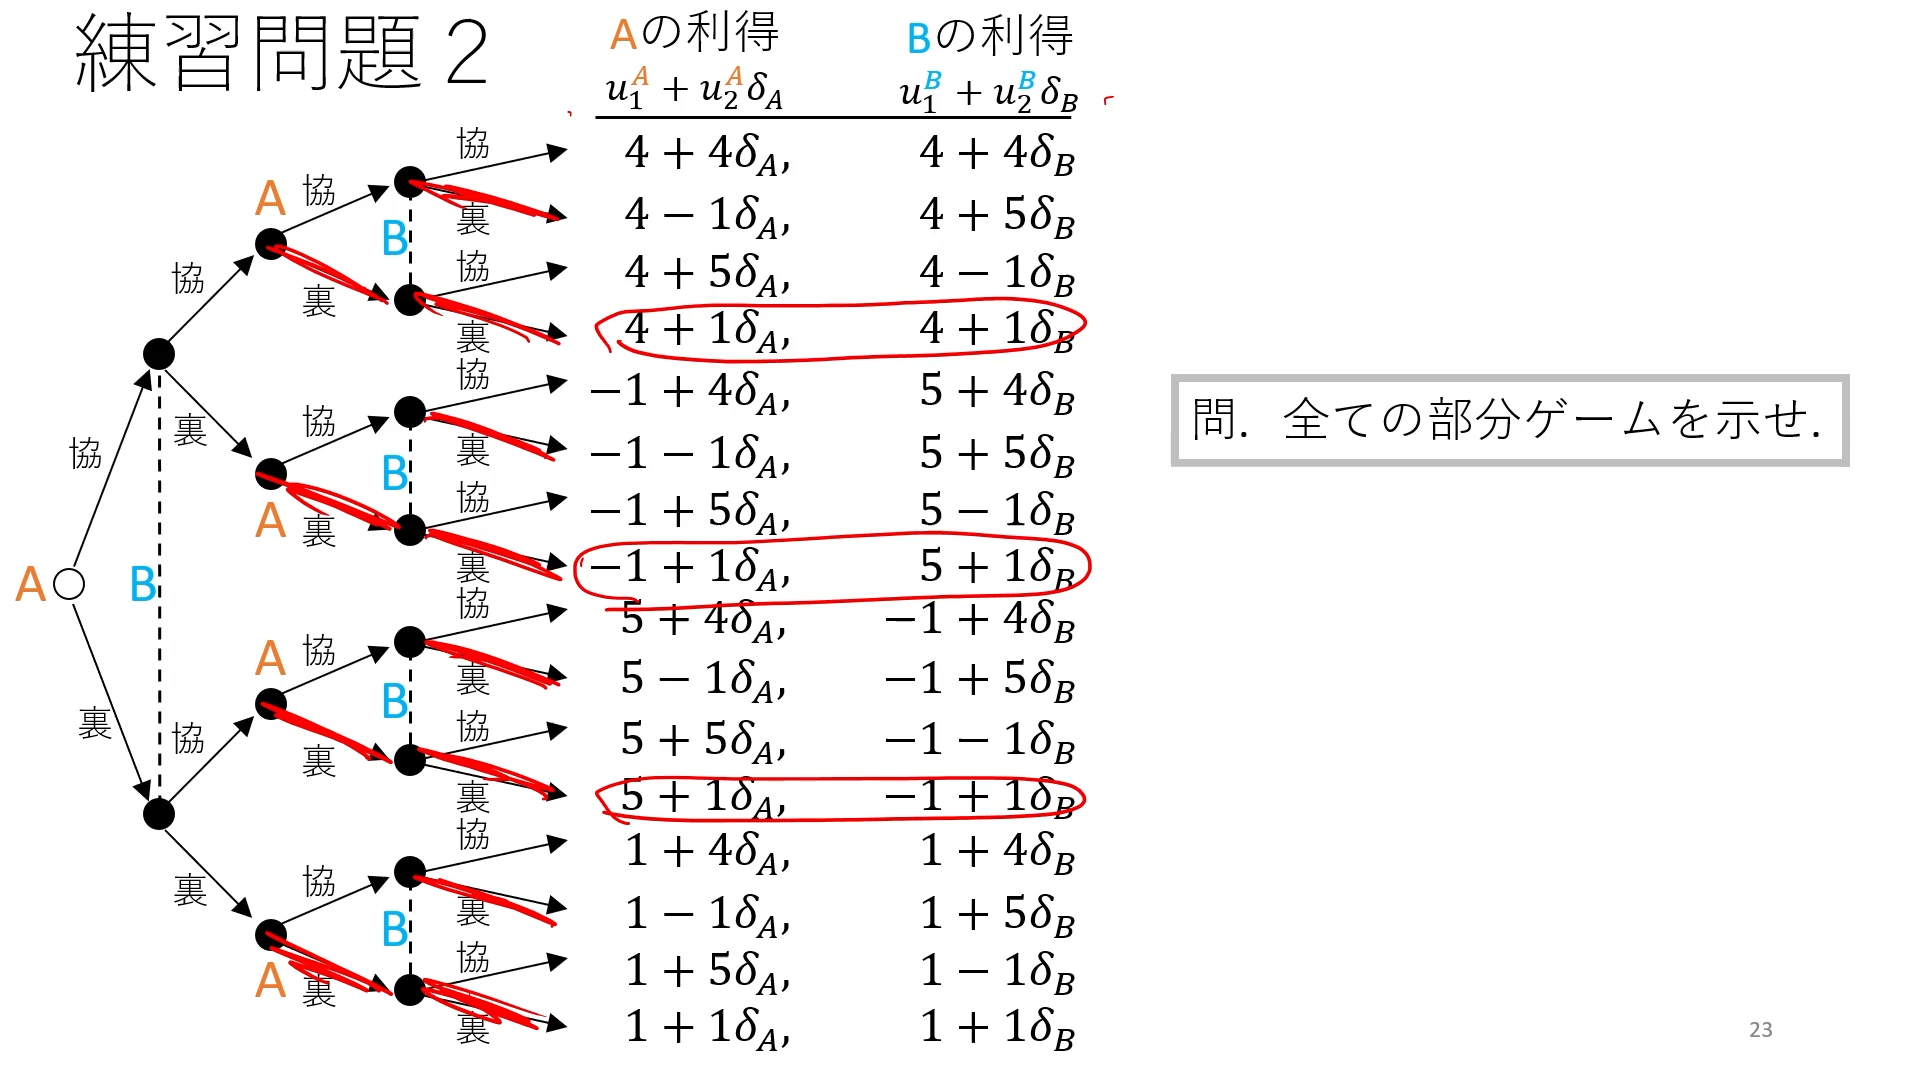 練習問題２
Aの利得 Bの利得
u₁ᴬ + u₂ᴬδ_A u₁ᴮ + u₂ᴮδ_B
協
4 + 4δ_A, 4 + 4δ_B
A 協
裏
4 − 1δ_A, 4 + 5δ_B
B
協 協
4 + 5δ_A, 4 − 1δ_B
裏
裏
4 + 1δ_A, 4 + 1δ_B
協
−1 + 4δ_A, 5 + 4δ_B
問．全ての部分ゲームを示せ．
協 裏 協
裏
−1 − 1δ_A, 5 + 5δ_B
B
協
−1 + 5δ_A, 5 − 1δ_B
A 裏
裏
−1 + 1δ_A, 5 + 1δ_B
A B
協
5 + 4δ_A, −1 + 4δ_B
A 協
裏
5 − 1δ_A, −1 + 5δ_B
B
裏 協 協
5 + 5δ_A, −1 − 1δ_B
裏
裏
5 + 1δ_A, −1 + 1δ_B
協
1 + 4δ_A, 1 + 4δ_B
裏 協
裏
1 − 1δ_A, 1 + 5δ_B
B
協
1 + 5δ_A, 1 − 1δ_B
A 裏
裏
1 + 1δ_A, 1 + 1δ_B
23